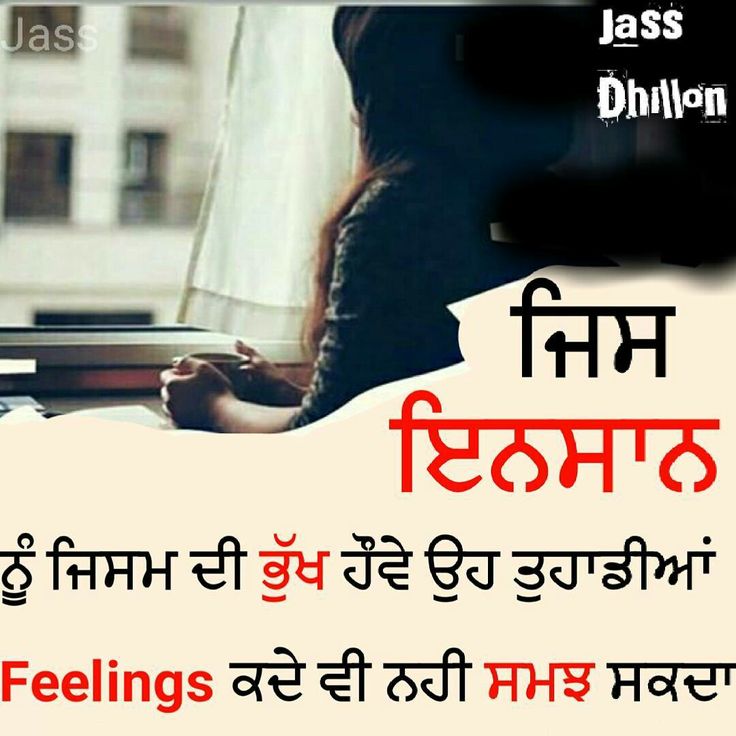 Jass
Jass
Dhillon
ਜਿਸ
ਇਨਸਾਨ
ਨੂੰ ਜਿਸਮ ਦੀ ਭੁੱਖ ਹੌਵੇ ਉਹ ਤੁਹਾਡੀਆਂ
Feelings ਕਦੇ ਵੀ ਨਹੀ ਸਮਝ ਸਕਦਾ